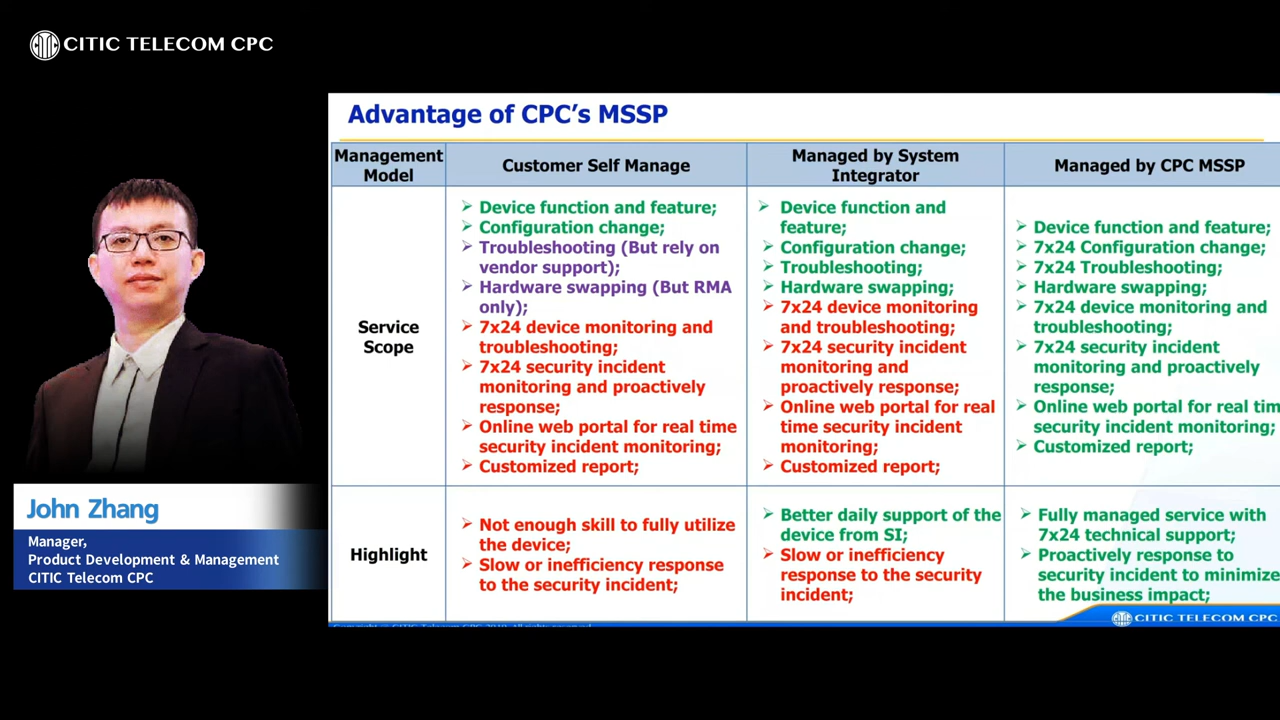 CITIC TELECOM CPC
Advantage of CPC's MSSP
Management
Model
Customer Self Manage
Managed by System
Integrator
Managed by CPC MSSP
Service
Scope
Device function and feature;
Configuration change;
Troubleshooting (But rely on
vendor support);
Hardware swapping (But RMA
only);
7x24 device monitoring and
troubleshooting;
7x24 security incident
monitoring and proactively
response;
Online web portal for real time
security incident monitoring;
Customized report;
Device function and
feature;
Configuration change;
Troubleshooting;
Hardware swapping;
7x24 device monitoring
and troubleshooting;
7x24 security incident
monitoring and
proactively response;
Online web portal for real
time security incident
monitoring;
Customized report;
Device function and feature;
7x24 Configuration change;
7x24 Troubleshooting;
Hardware swapping;
7x24 device monitoring and
troubleshooting;
7x24 security incident
monitoring and proactively
response;
Online web portal for real tim
security incident monitoring;
Customized report;
Highlight
Not enough skill to fully utilize
the device;
Slow or inefficiency response
to the security incident;
Better daily support of the
device from SI;
Slow or inefficiency
response to the security
incident;
Fully managed service with
7x24 technical support;
Proactively response to
security incident to minimize
the business impact;
CITIC TELECOM CPC
John Zhang
Manager,
Product Development & Management
CITIC Telecom CPC